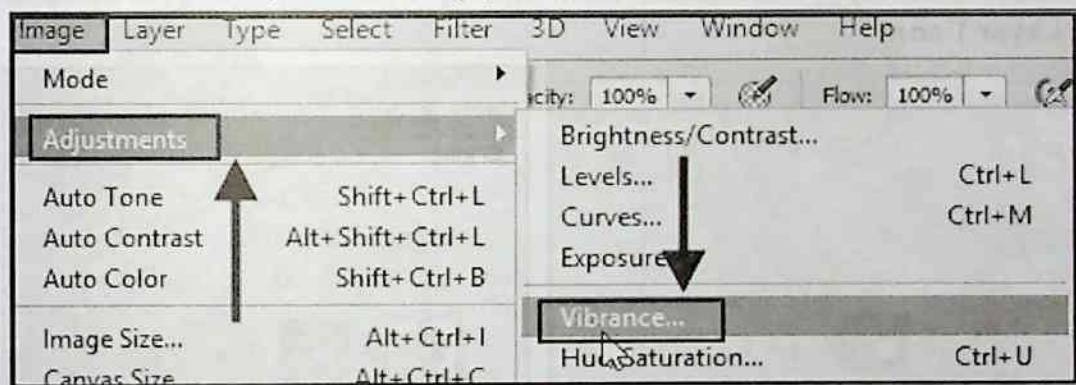 Image Layer Type Select Filter 3D View Window Help
Mode
Adjustments
Auto Tone Shift+Ctrl+L
Auto Contrast Alt+Shift+Ctrl+L
Auto Color Shift+Ctrl+B
Image Size... Alt+Ctrl+I
Canvas Size Alt+Ctrl+C
acity: 100% Flow: 100%
Brightness/Contrast...
Levels... Ctrl+L
Curves... Ctrl+M
Exposure
Vibrance...
Hue/Saturation... Ctrl+U